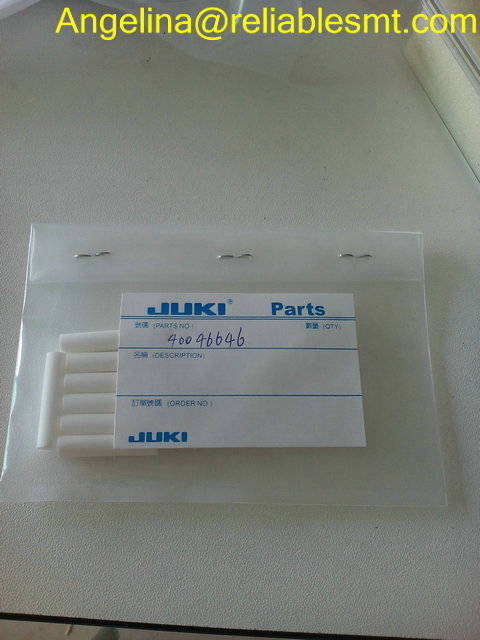 Angelina@reliablesmt.com
JUKI® Parts
號碼 (PARTS NO) 數量 (QTY)
40046646
名稱 (DESCRIPTION)
訂單號碼 (ORDER NO)
JUKI